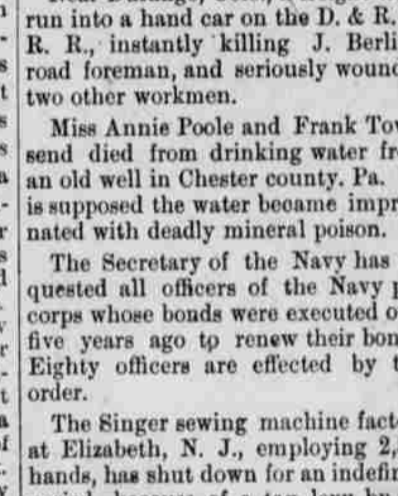 run into a hand car on the D. & R.
R. R., instantly killing J. Berli
road foreman, and seriously wound
two other workmen.
Miss Annie Poole and Frank Tow
send died from drinking water fr
an old well in Chester county. Pa.
is supposed the water became impr
nated with deadly mineral poison.
The Secretary of the Navy has
quested all officers of the Navy p
corps whose bonds were executed o
five years ago tp renew their bon
Eighty officers are effected by t
order.
The Singer sewing machine facto
at Elizabeth, N. J., employing 2,
hands, has shut down for an indefin